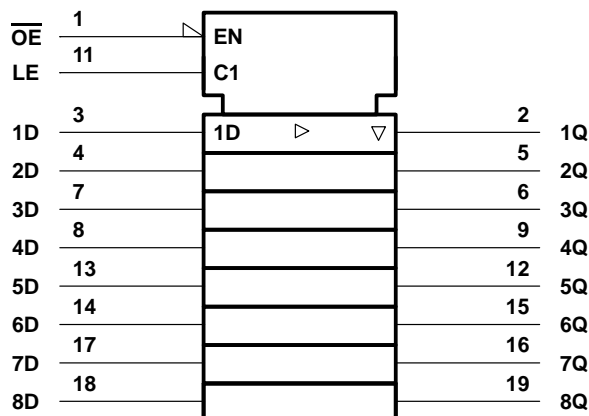 1
OE EN
11
LE C1
3 2
1D 1D 1Q
4 5
2D 2Q
7 6
3D 3Q
8 9
4D 4Q
13 12
5D 5Q
14 15
6D 6Q
17 16
7D 7Q
18 19
8D 8Q